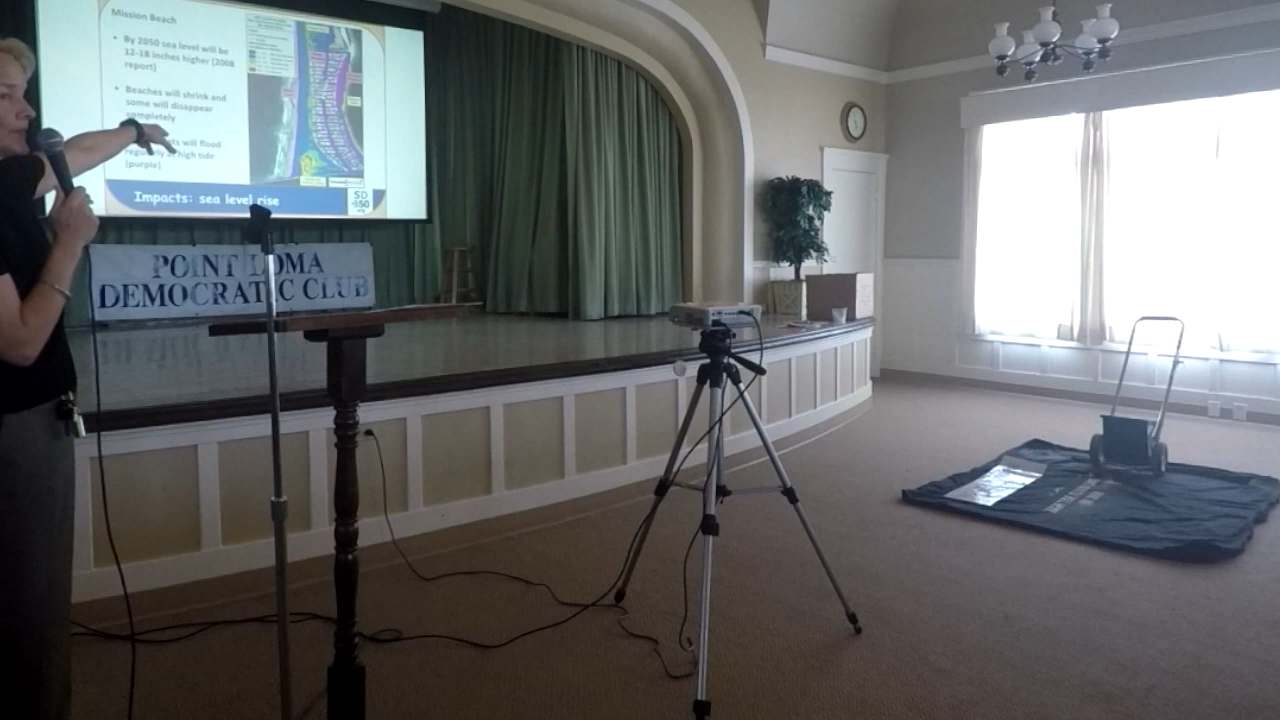 Mission Beach
• By 2050 sea level will be
12-18 inches higher (2008
report)
• Beaches will shrink and
some will disappear
completely
will flood
high tide
(purple)
Impacts: sea level rise
SD
350
POINT LOMA
DEMOCRATIC CLUB